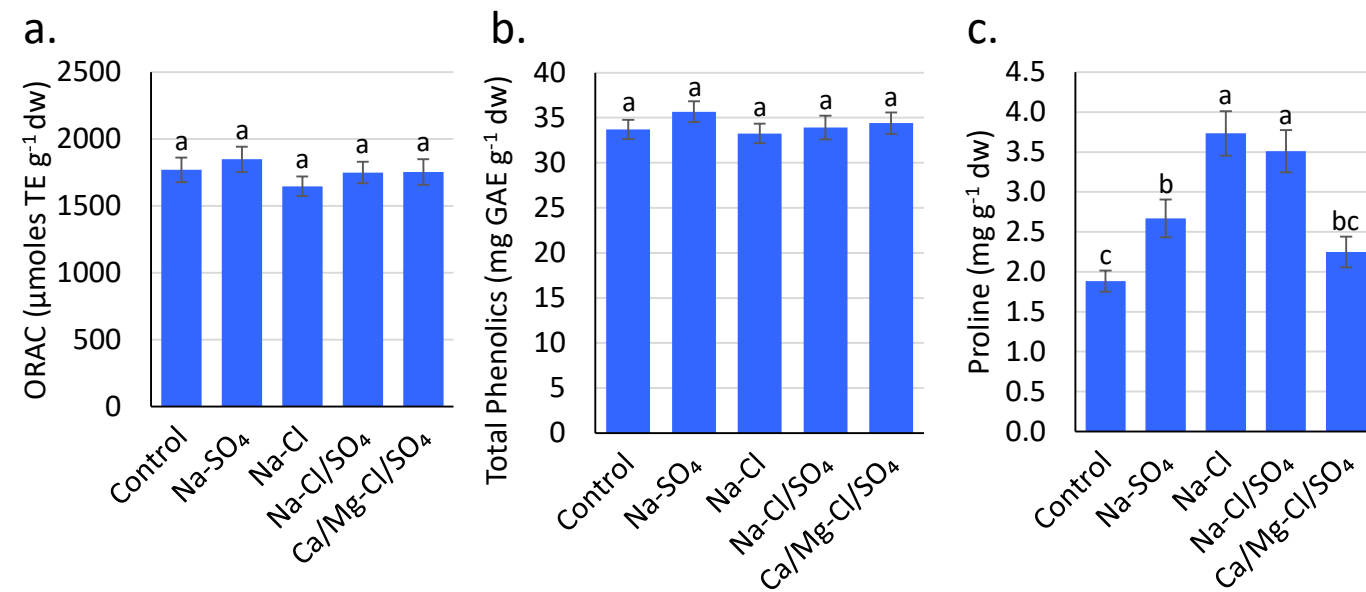 a.
ORAC (µmoles TE g⁻¹ dw)
2500
2000
1500
1000
500
0
a
a
a
a
a
Control
Na-SO₄
Na-Cl
Na-Cl/SO₄
Ca/Mg-Cl/SO₄
b.
Total Phenolics (mg GAE g⁻¹ dw)
40
35
30
25
20
15
10
5
0
a
a
a
a
a
Control
Na-SO₄
Na-Cl
Na-Cl/SO₄
Ca/Mg-Cl/SO₄
c.
Proline (mg g⁻¹ dw)
4.5
4.0
3.5
3.0
2.5
2.0
1.5
1.0
0.5
0.0
c
b
a
a
bc
Control
Na-SO₄
Na-Cl
Na-Cl/SO₄
Ca/Mg-Cl/SO₄